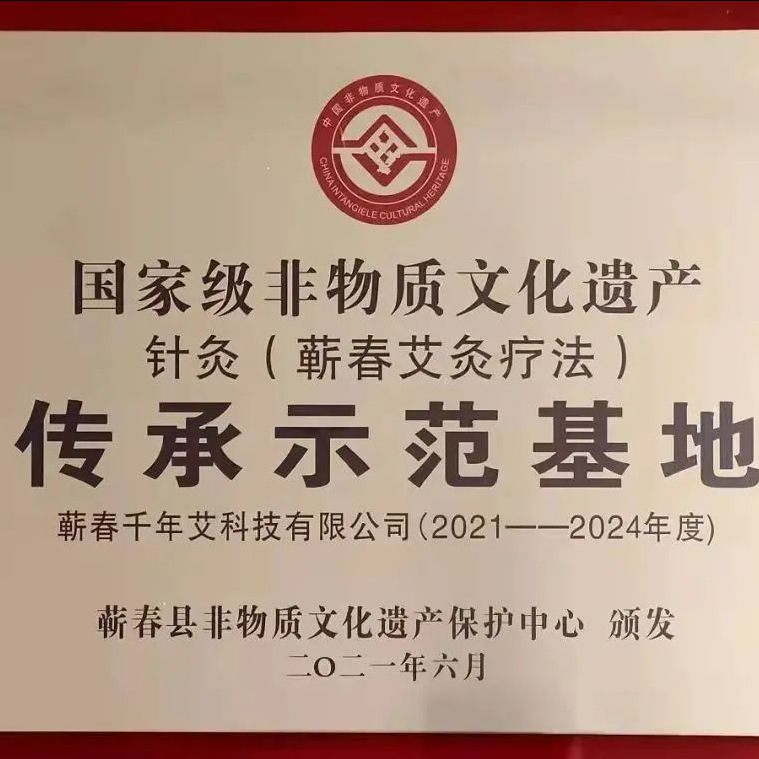 中国非物质文化遗产
CHINA INTANGIELE CULTURAL HERITAGE
国家级非物质文化遗产
针灸(蕲春艾灸疗法)
传承示范基地
蕲春千年艾科技有限公司(2021——2024年度)
蕲春县非物质文化遗产保护中心 颁发
二〇二一年六月